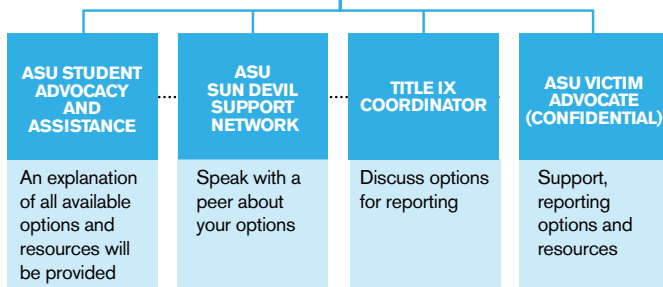 ASU STUDENT
ADVOCACY
AND
ASSISTANCE
An explanation
of all available
options and
resources will
be provided
ASU
SUN DEVIL
SUPPORT
NETWORK
Speak with a
peer about
your options
TITLE IX
COORDINATOR
Discuss options
for reporting
ASU VICTIM
ADVOCATE
(CONFIDENTIAL)
Support,
reporting
options and
resources